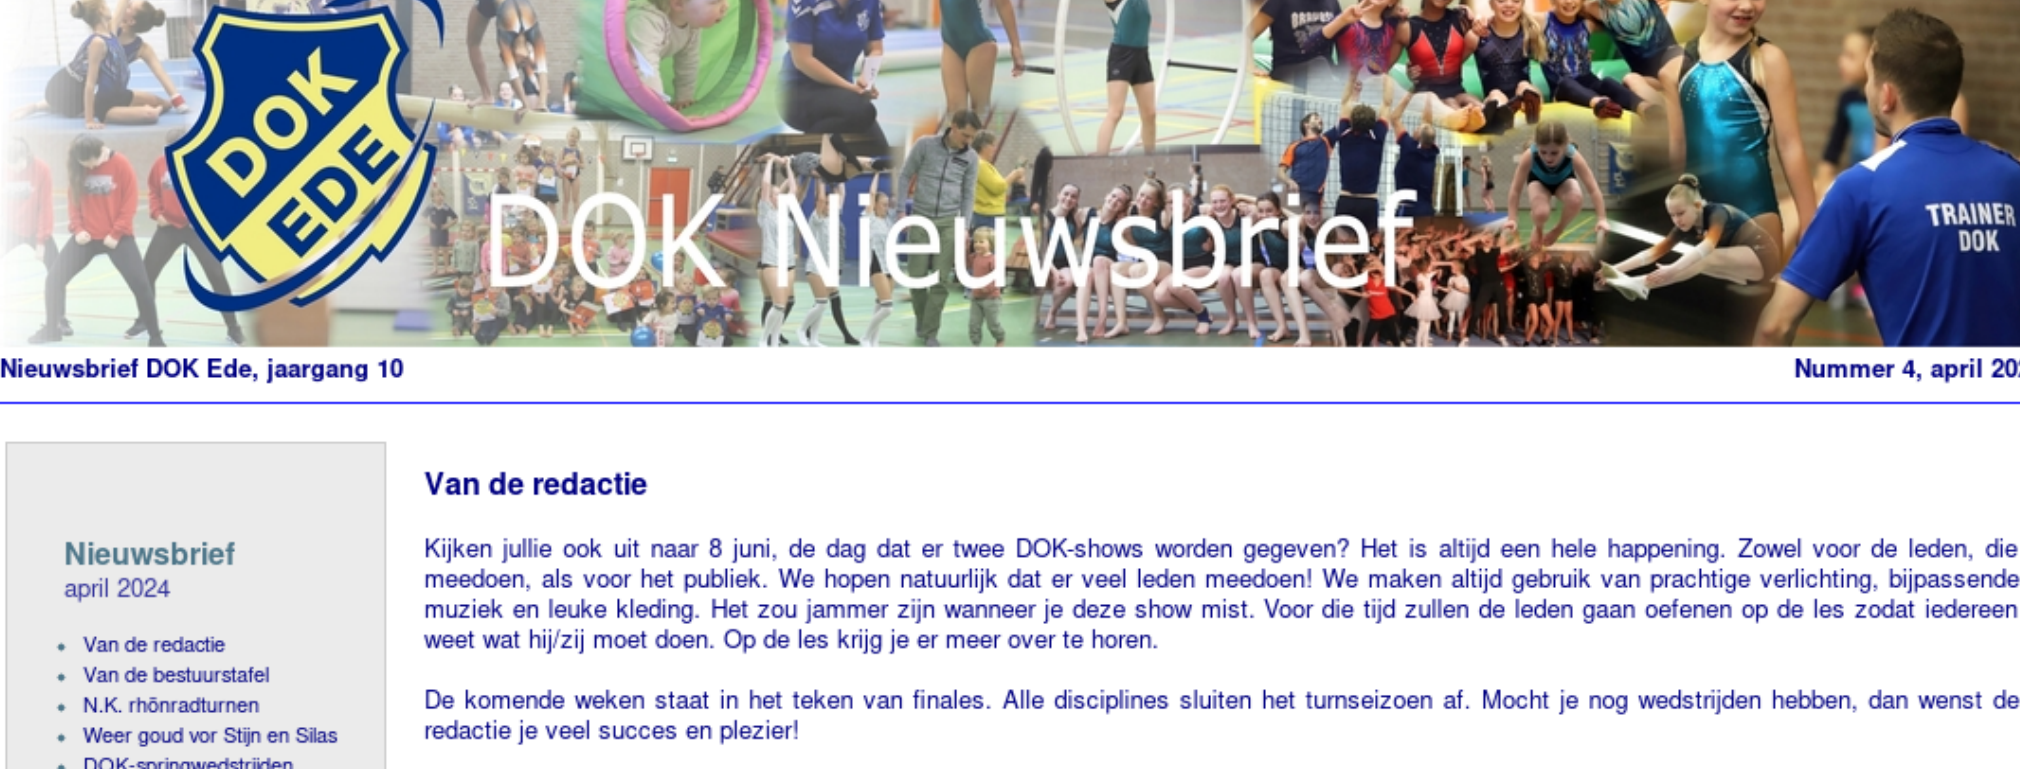 DOK
EDE
DOK Nieuwsbrief
TRAINER
DOK
Nieuwsbrief DOK Ede, jaargang 10
Nummer 4, april
Nieuwsbrief
april 2024
Van de redactie
Van de bestuurstafel
N.K. rhönradturnen
Weer goud vor Stijn en Silas
DOK-springwedstrijden
Van de redactie
Kijken jullie ook uit naar 8 juni, de dag dat er twee DOK-shows worden gegeven? Het is altijd een hele happening. Zowel voor de leden, die
meedoen, als voor het publiek. We hopen natuurlijk dat er veel leden meedoen! We maken altijd gebruik van prachtige verlichting, bijpassende
muziek en leuke kleding. Het zou jammer zijn wanneer je deze show mist. Voor die tijd zullen de leden gaan oefenen op de les zodat iedereen
weet wat hij/zij moet doen. Op de les krijg je er meer over te horen.
De komende weken staat in het teken van finales. Alle disciplines sluiten het turnseizoen af. Mocht je nog wedstrijden hebben, dan wenst de
redactie je veel succes en plezier!